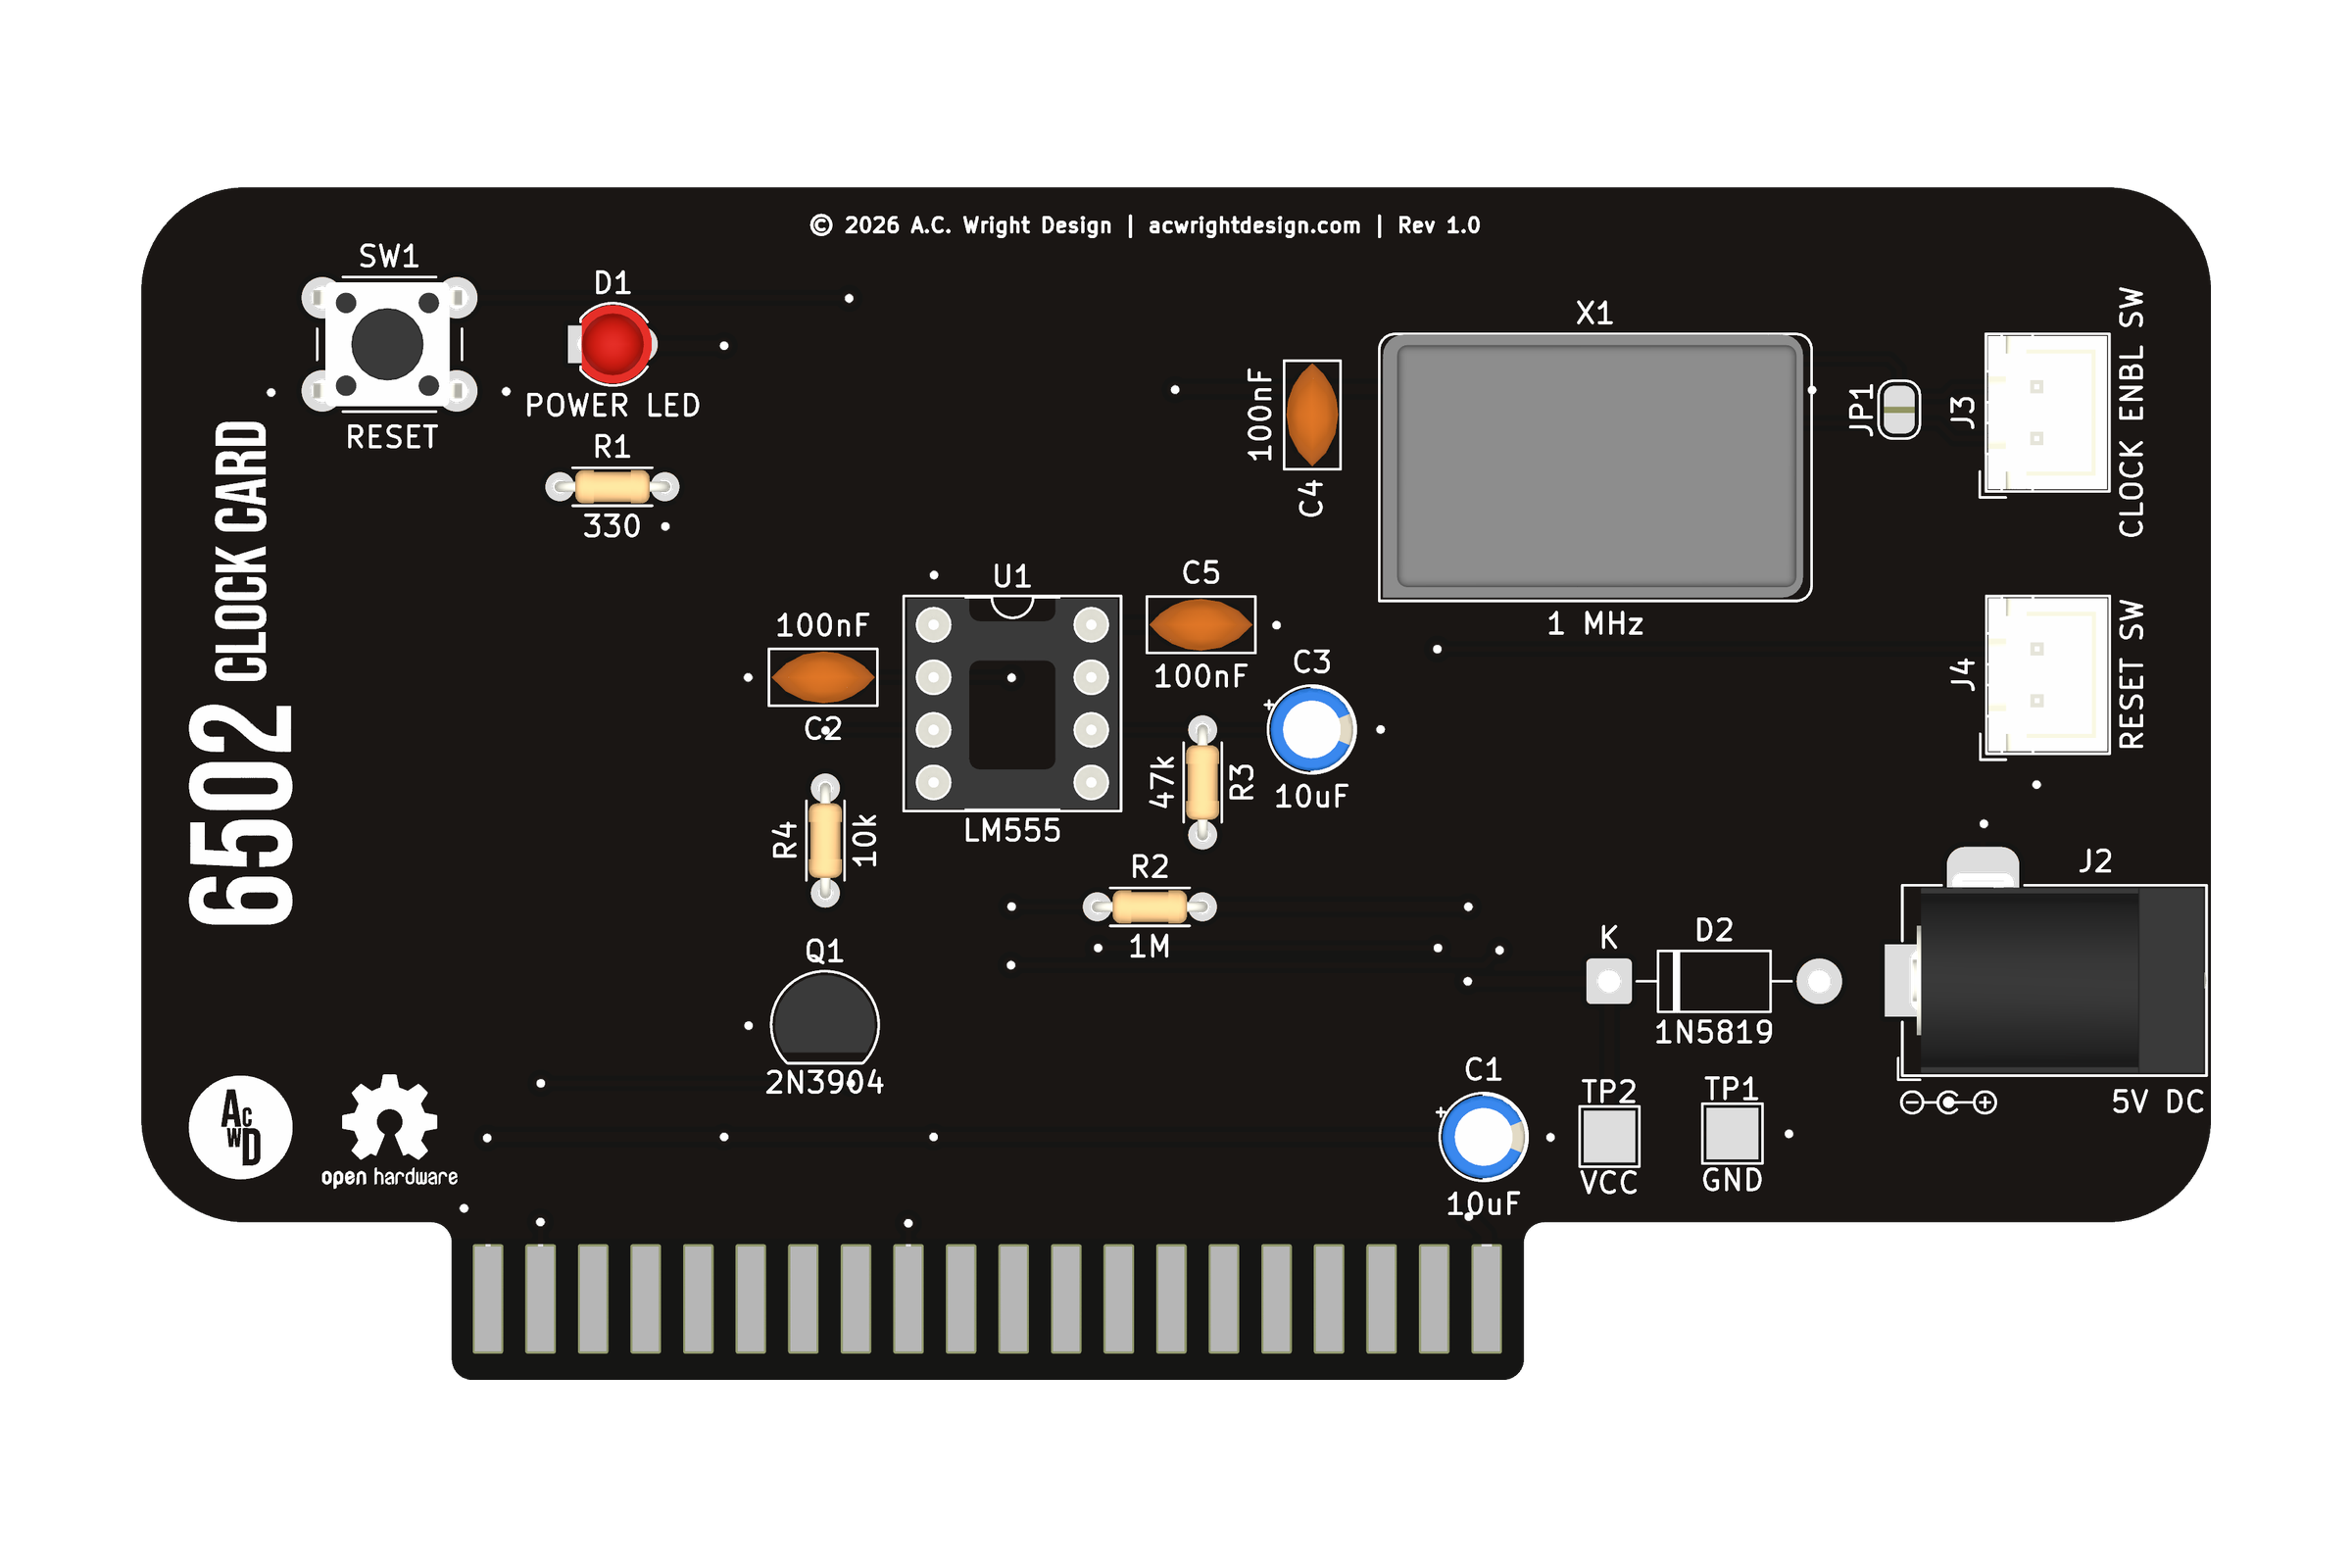 © 2026 A.C. Wright Design | acwrightdesign.com | Rev 1.0
SW1
RESET
D1
POWER LED
R1
330
6502 CLOCK CARD
X1
1 MHz
100nF
C4
JP1
J3
CLOCK ENBL SW
U1
LM555
C5
100nF
100nF
C2
C3
+
10uF
J4
RESET SW
47k
R3
R4
10k
R2
1M
J2
5V DC
Q1
2N3904
K
D2
1N5819
C1
+
10uF
TP2
VCC
TP1
GND
ACWD
open hardware